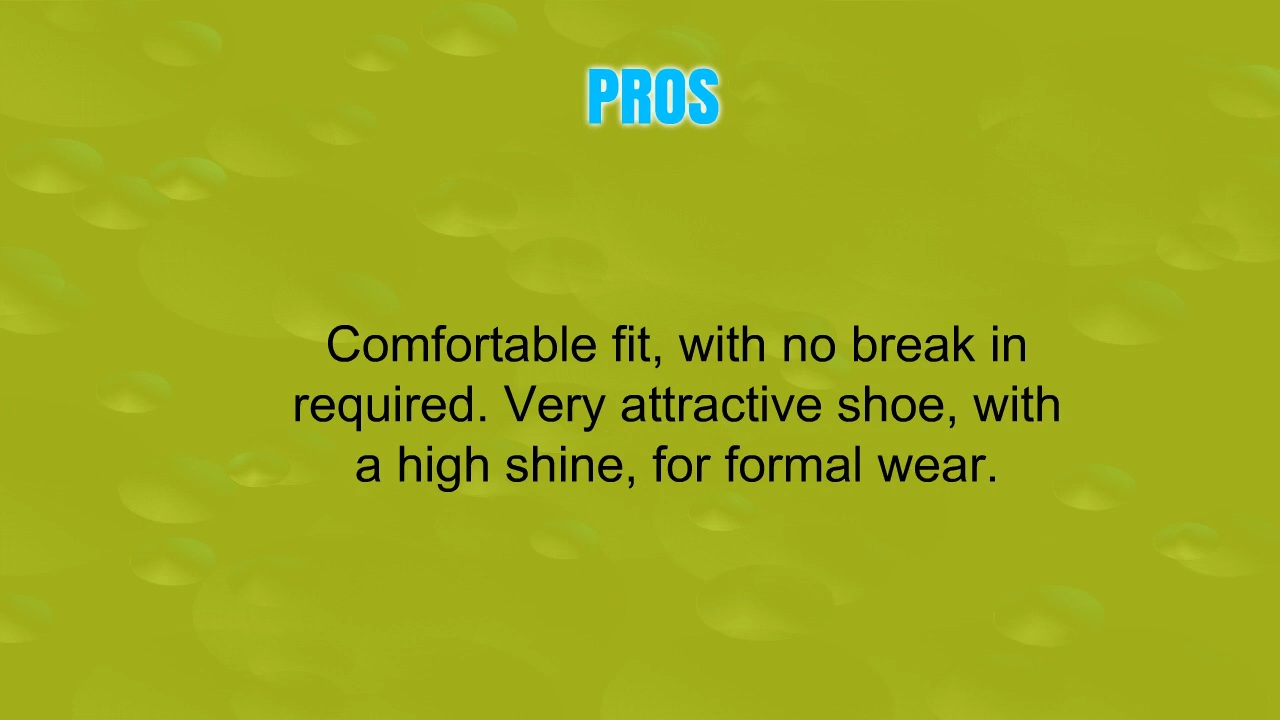 PROS
Comfortable fit, with no break in
required. Very attractive shoe, with
a high shine, for formal wear.